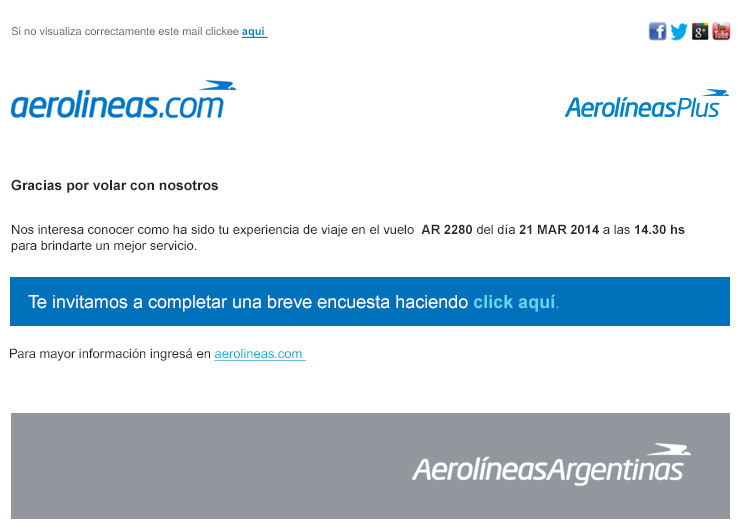 Si no visualiza correctamente este mail clickee aquí
f
g+
You
Tube
aerolineas.com
AerolíneasPlus
Gracias por volar con nosotros
Nos interesa conocer como ha sido tu experiencia de viaje en el vuelo AR 2280 del día 21 MAR 2014 a las 14.30 hs
para brindarte un mejor servicio.
Te invitamos a completar una breve encuesta haciendo click aquí.
Para mayor información ingresá en aerolineas.com
AerolíneasArgentinas